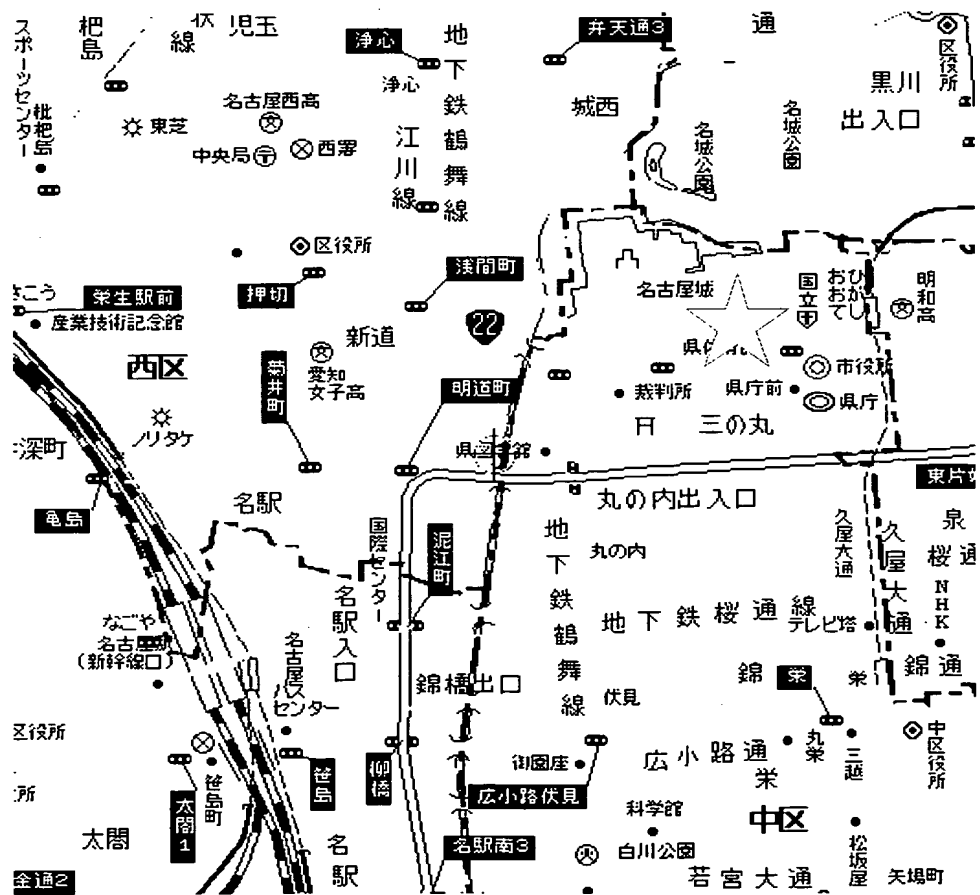 スポーツセンター
枇杷島
杷島
線
児玉
浄心
浄心
地下鉄鶴舞線
弁天通3
通
区役所
黒川
出入口
東芝
名古屋西高
中央局
西署
江川線
城西
名城公園
名城公園
区役所
押切
浅間町
名古屋城
国立
ひがしおおて
明和高
さこう
栄生駅前
産業技術記念館
西区
新道
22
菊井町
愛知女子高
明道町
裁判所
県庁前
市役所
県庁
三の丸
ノリタケ
深町
亀島
名駅
丸の内出入口
東片
国際センター
泥江町
地下鉄鶴舞線
丸の内
久屋大通
久屋大通
泉
桜通
NHK
なごや
名古屋駅
(新幹線口)
名駅入口
名古屋
バスセンター
地下鉄桜通線
テレビ塔
錦通
錦
栄
栄
錦橋出口
伏見
区役所
笹島町
笹島
柳橋
太閤1
太閤
御園座
広小路伏見
広小路通
栄
丸栄
三越
中区役所
科学館
白川公園
中区
松坂屋
名駅南3
名駅
若宮大通
矢場町
通2